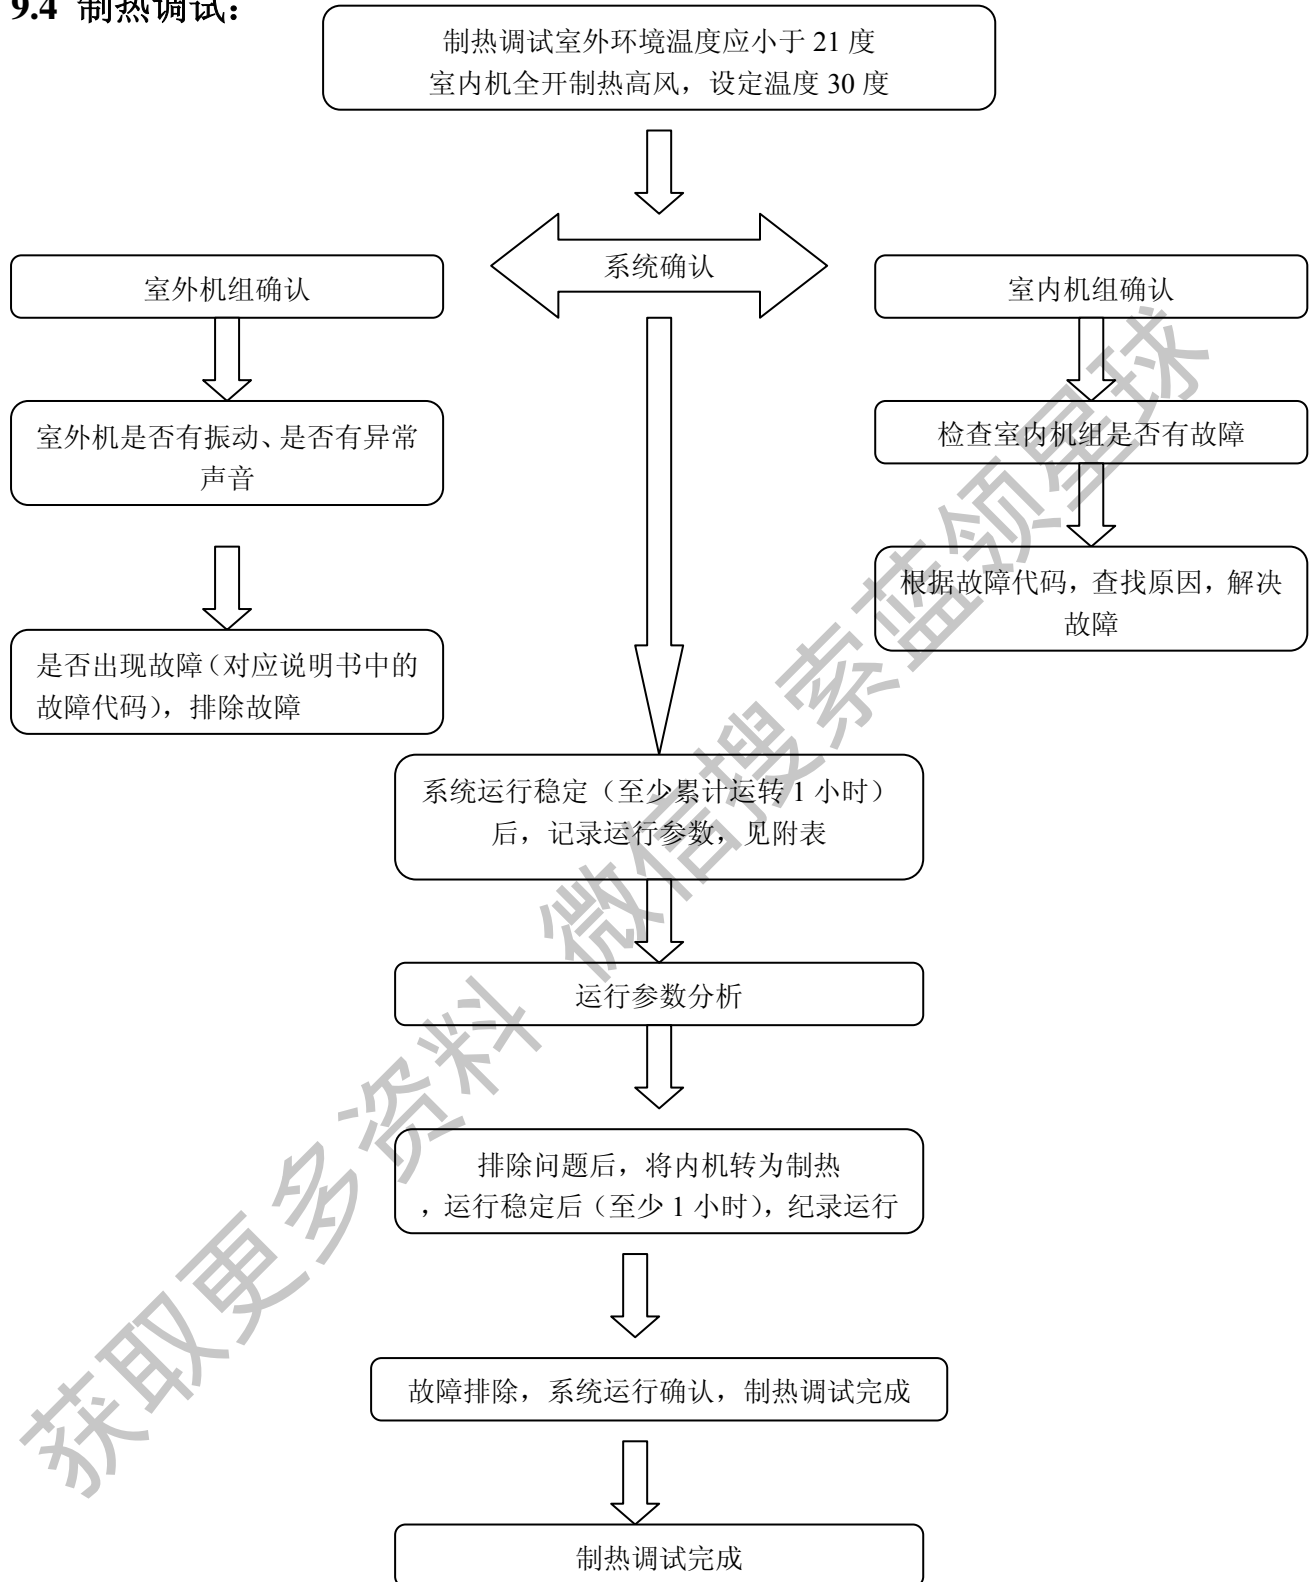 9.4 制热调试：
制热调试室外环境温度应小于 21 度
室内机全开制热高风，设定温度 30 度
系统确认
室外机组确认
室内机组确认
室外机是否有振动、是否有异常
声音
检查室内机组是否有故障
是否出现故障（对应说明书中的
故障代码），排除故障
根据故障代码，查找原因，解决
故障
系统运行稳定（至少累计运转 1 小时）
后，记录运行参数，见附表
运行参数分析
排除问题后，将内机转为制热
，运行稳定后（至少 1 小时），纪录运行
故障排除，系统运行确认，制热调试完成
制热调试完成
获取更多资料 微信搜索蓝领星球